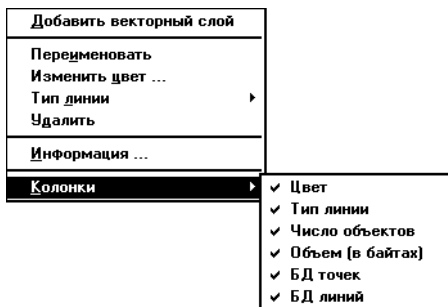 Добавить векторный слой
Переименовать
Изменить цвет ...
Тип линии
Удалить
Информация ...
Колонки
Цвет
Тип линии
Число объектов
Объем (в байтах)
БД точек
БД линий